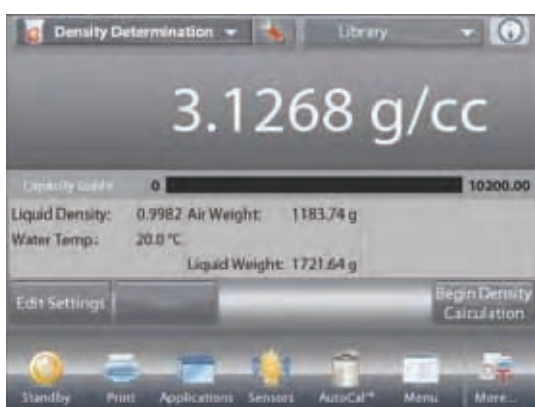 Density Determination Library
3.1268 g/cc
Capacity Guide 0 10200.00
Liquid Density: 0.9982 Air Weight: 1183.74 g
Water Temp.: 20.0 °C
Liquid Weight: 1721.64 g
Edit Settings Begin Density
Calculation
Standby Print Applications Sensors AutoCal™ Menu More...